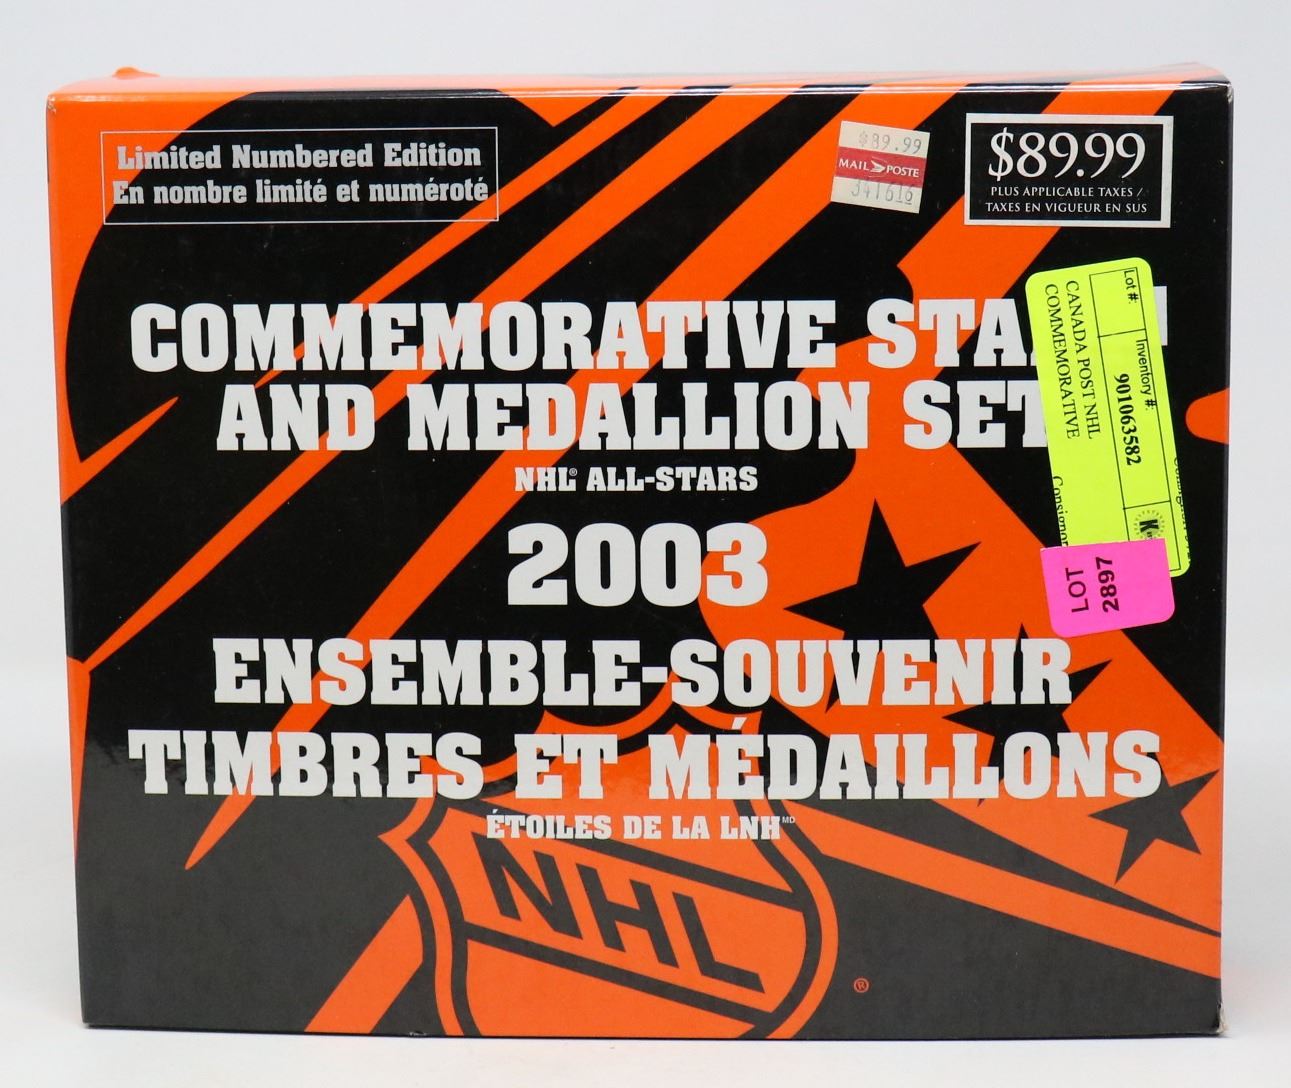 Limited Numbered Edition
En nombre limité et numéroté
$89.99
MAIL POSTE
341616
$89.99
PLUS APPLICABLE TAXES /
TAXES EN VIGUEUR EN SUS
COMMEMORATIVE STA
AND MEDALLION SET
NHL® ALL-STARS
2003
ENSEMBLE-SOUVENIR
TIMBRES ET MÉDAILLONS
ÉTOILES DE LA LNH MD
NHL
®
Lot #:
Inventory #:
901063582
CANADA POST NHL
COMMEMORATIVE
Consignor
K
LOT
2897